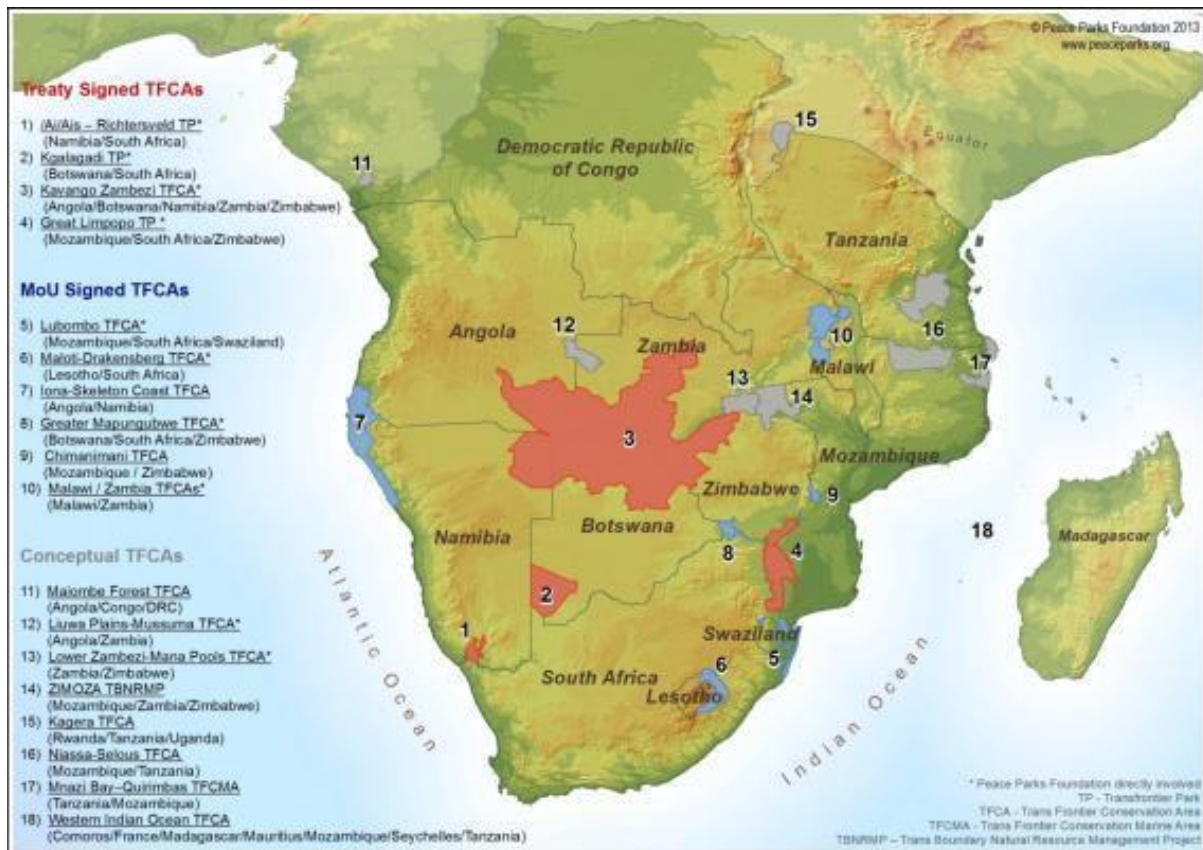 © Peace Parks Foundation 2013
www.peaceparks.org
Treaty Signed TFCAs
1) /Ai/Ais – Richtersveld TP*
(Namibia/South Africa)
2) Kgalagadi TP*
(Botswana/South Africa)
3) Kavango Zambezi TFCA*
(Angola/Botswana/Namibia/Zambia/Zimbabwe)
4) Great Limpopo TP *
(Mozambique/South Africa/Zimbabwe)
MoU Signed TFCAs
5) Lubombo TFCA*
(Mozambique/South Africa/Swaziland)
6) Maloti-Drakensberg TFCA*
(Lesotho/South Africa)
7) Iona-Skeleton Coast TFCA
(Angola/Namibia)
8) Greater Mapungubwe TFCA*
(Botswana/South Africa/Zimbabwe)
9) Chimanimani TFCA
(Mozambique / Zimbabwe)
10) Malawi / Zambia TFCAs*
(Malawi/Zambia)
Conceptual TFCAs
11) Maiombe Forest TFCA
(Angola/Congo/DRC)
12) Liuwa Plains-Mussuma TFCA*
(Angola/Zambia)
13) Lower Zambezi-Mana Pools TFCA*
(Zambia/Zimbabwe)
14) ZIMOZA TBNRMP
(Mozambique/Zambia/Zimbabwe)
15) Kagera TFCA
(Rwanda/Tanzania/Uganda)
16) Niassa-Selous TFCA
(Mozambique/Tanzania)
17) Mnazi Bay–Quirimbas TFCMA
(Tanzania/Mozambique)
18) Western Indian Ocean TFCA
(Comoros/France/Madagascar/Mauritius/Mozambique/Seychelles/Tanzania)
15
Equator
11
Democratic Republic
of Congo
Tanzania
12
Angola
Zambia
10
16
17
Malawi
13
14
7
3
Mozambique
Zimbabwe
9
Botswana
Namibia
18
Madagascar
8
4
2
1
Swaziland
5
6
South Africa
Lesotho
Atlantic Ocean
Indian Ocean
* Peace Parks Foundation directly involved
TP - Transfrontier Park
TFCA - Trans Frontier Conservation Area
TFCMA - Trans Frontier Conservation Marine Area
TBNRMP – Trans Boundary Natural Resource Management Project